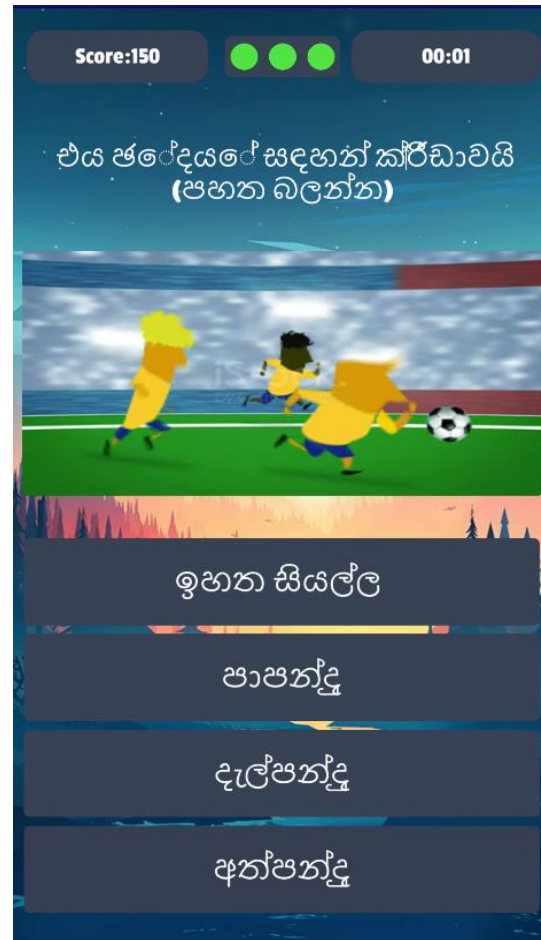 Score:150
00:01
එය ඡේදයේ සඳහන් ක්‍රීඩාවයි
(පහත බලන්න)
ඉහත සියල්ල
පාපන්දු
දැල්පන්දු
අත්පන්දු